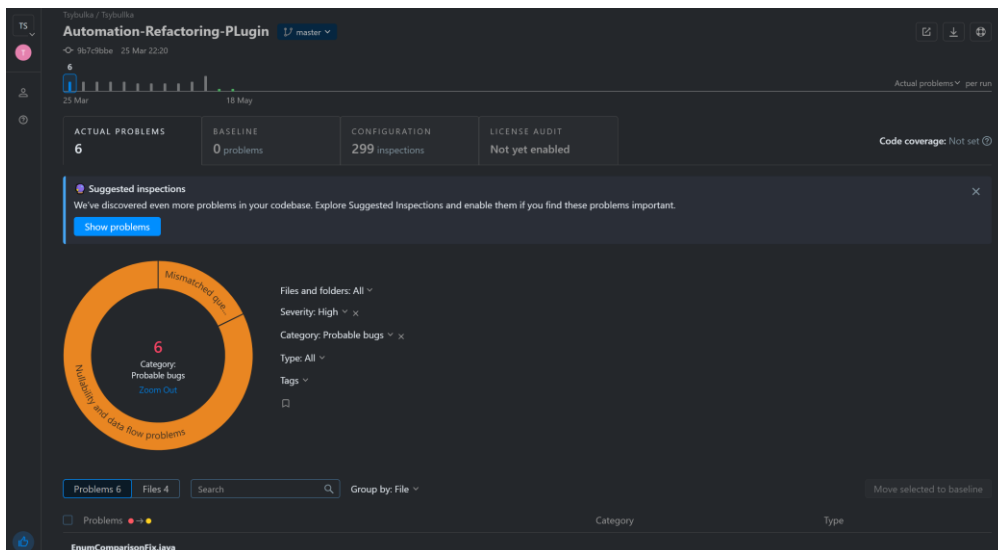 Tsybulka / Tsybullka
TS
Automation-Refactoring-PLugin master
T
9b7c9bbe 25 Mar 22:20
6
Actual problems per run
25 Mar 18 May
ACTUAL PROBLEMS
6
BASELINE
0 problems
CONFIGURATION
299 inspections
LICENSE AUDIT
Not yet enabled
Code coverage: Not set
Suggested inspections
We've discovered even more problems in your codebase. Explore Suggested Inspections and enable them if you find these problems important.
Show problems
Mismatched que...
Nullability and data flow problems
6
Category:
Probable bugs
Zoom Out
Files and folders: All
Severity: High
Category: Probable bugs
Type: All
Tags
Problems 6 Files 4 Search Group by: File Move selected to baseline
Problems Category Type
EnumComparisonFix.java